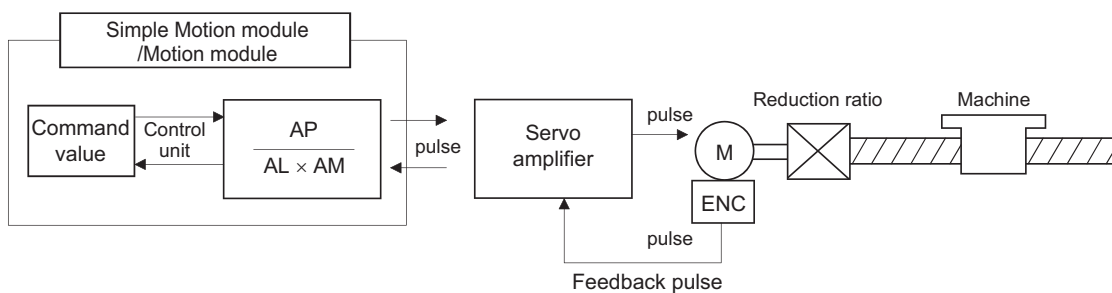 Simple Motion module
/Motion module
Command
value
Control
unit
AP
AL × AM
pulse
Servo
amplifier
pulse
M
ENC
Reduction ratio
Machine
pulse
Feedback pulse